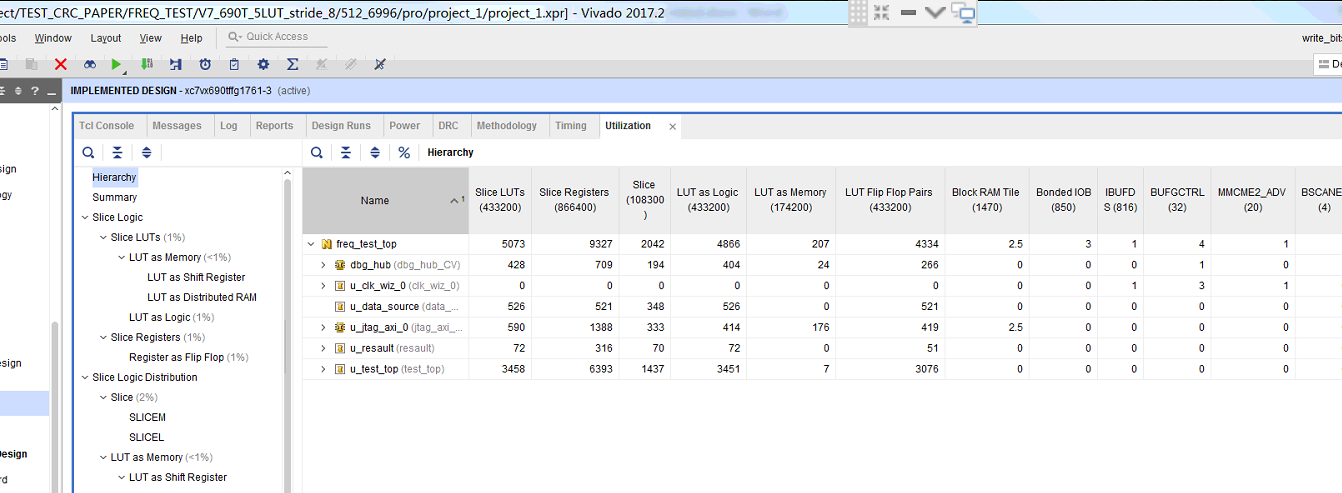 ect/TEST_CRC_PAPER/FREQ_TEST/V7_690T_5LUT_stride_8/512_6996/pro/project_1/project_1.xpr] - Vivado 2017.2
ools Window Layout View Help Quick Access write_bits
IMPLEMENTED DESIGN - xc7vx690tffg1761-3 (active)
Tcl Console Messages Log Reports Design Runs Power DRC Methodology Timing Utilization
Hierarchy
Hierarchy
Summary
Slice Logic
Slice LUTs (1%)
LUT as Memory (<1%)
LUT as Shift Register
LUT as Distributed RAM
LUT as Logic (1%)
Slice Registers (1%)
Register as Flip Flop (1%)
Slice Logic Distribution
Slice (2%)
SLICEM
SLICEL
LUT as Memory (<1%)
LUT as Shift Register
Name 1 Slice LUTs (433200) Slice Registers (866400) Slice (108300) LUT as Logic (433200) LUT as Memory (174200) LUT Flip Flop Pairs (433200) Block RAM Tile (1470) Bonded IOB (850) IBUFDS (816) BUFGCTRL (32) MMCME2_ADV (20) BSCANE (4)
freq_test_top 5073 9327 2042 4866 207 4334 2.5 3 1 4 1
dbg_hub (dbg_hub_CV) 428 709 194 404 24 266 0 0 0 1 0
u_clk_wiz_0 (clk_wiz_0) 0 0 0 0 0 0 0 0 1 3 1
u_data_source (data_... 526 521 348 526 0 521 0 0 0 0 0
u_jtag_axi_0 (jtag_axi_... 590 1388 333 414 176 419 2.5 0 0 0 0
u_resault (resault) 72 316 70 72 0 51 0 0 0 0 0
u_test_top (test_top) 3458 6393 1437 3451 7 3076 0 0 0 0 0
sign
ogy
esign
Design
rd